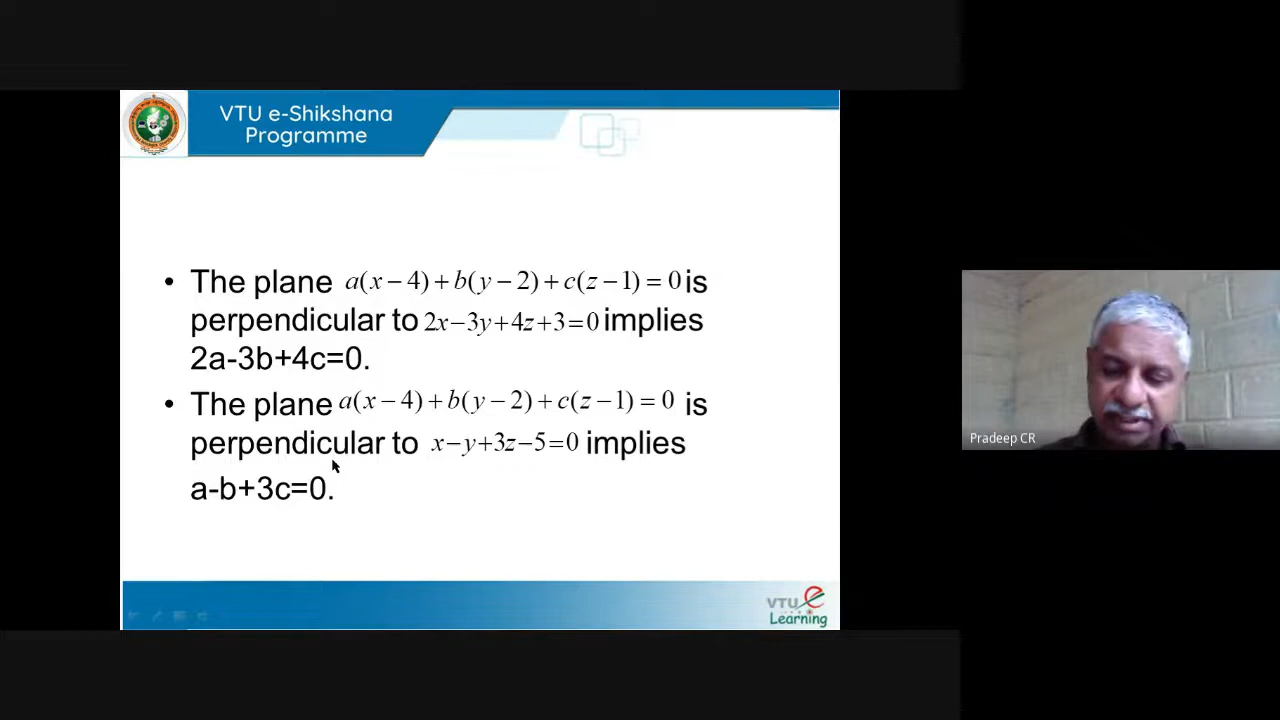 VTU e-Shikshana
Programme
• The plane a(x−4)+b(y−2)+c(z−1)=0 is
perpendicular to 2x−3y+4z+3=0 implies
2a-3b+4c=0.
• The plane a(x−4)+b(y−2)+c(z−1)=0 is
perpendicular to x−y+3z−5=0 implies
a-b+3c=0.
Pradeep CR
VTU e
Learning